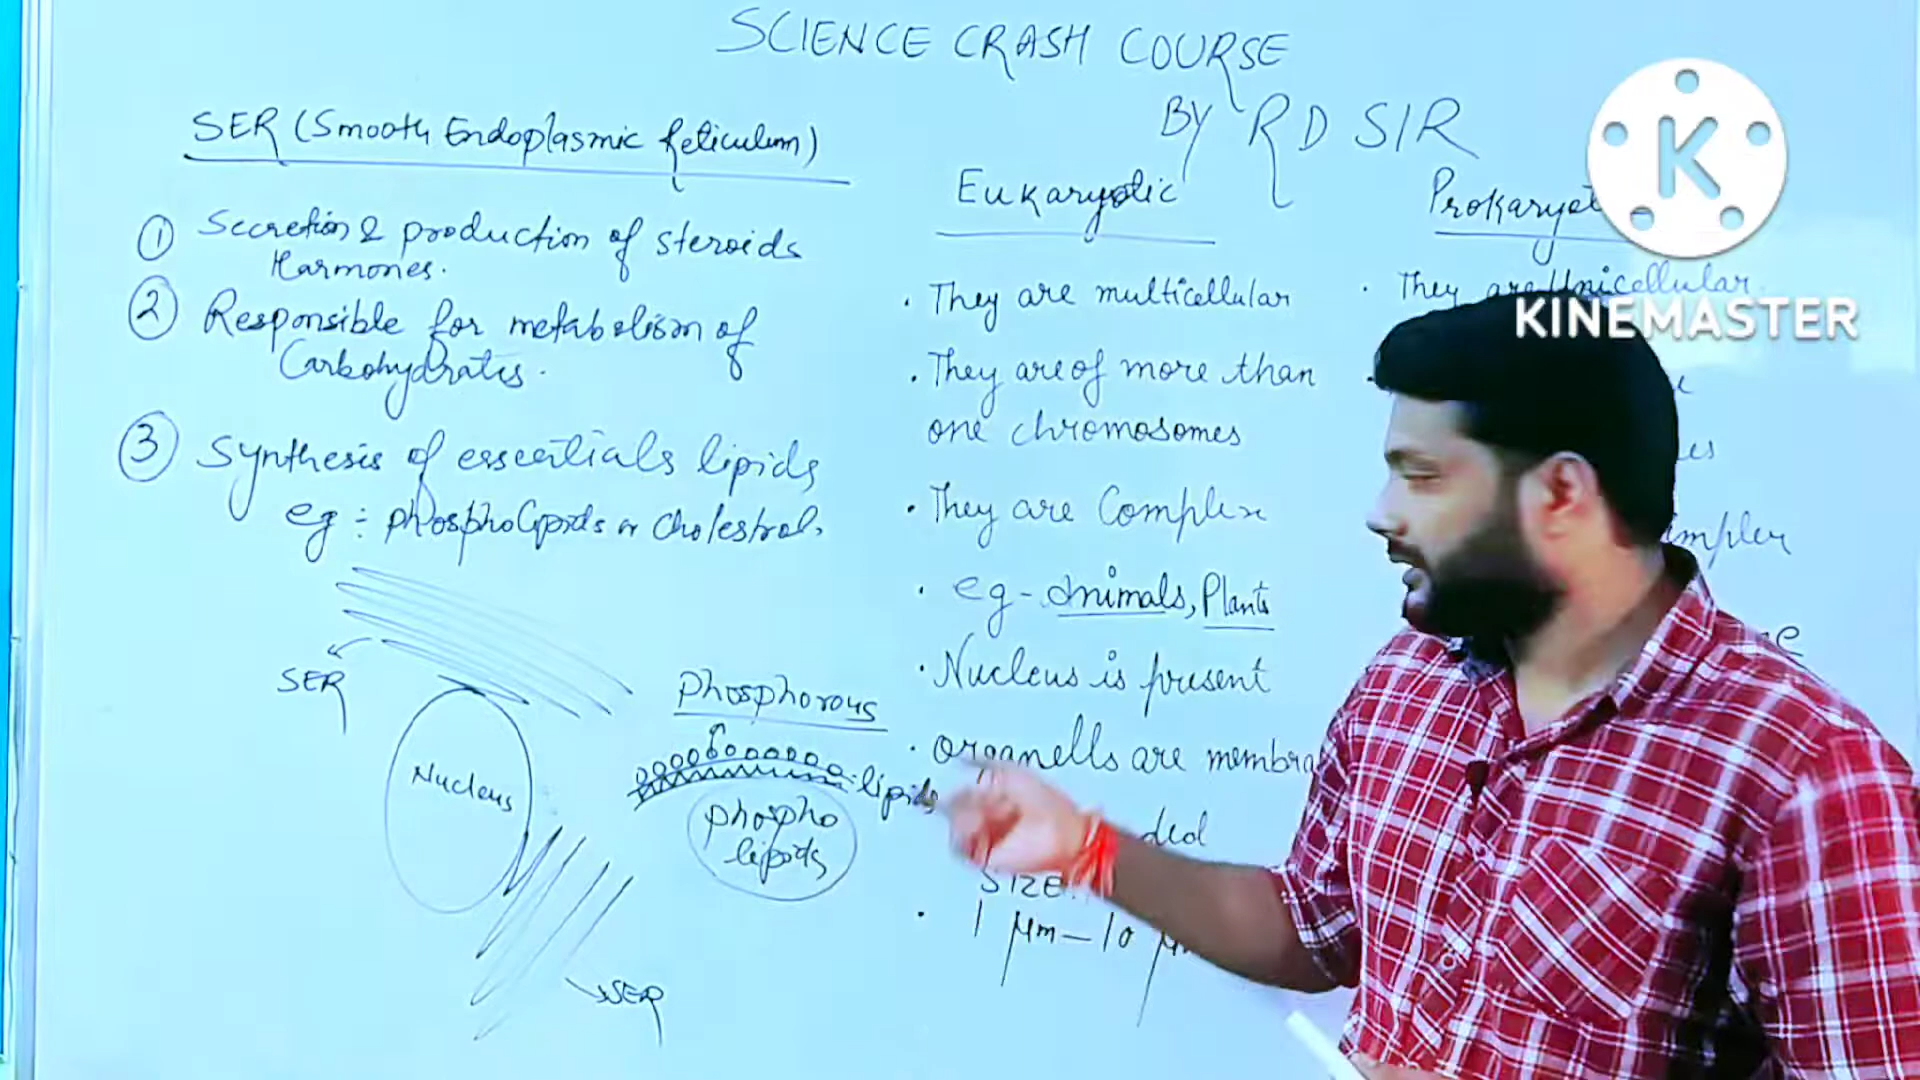 SCIENCE CRASH COURSE
BY R D SIR
SER (Smooth Endoplasmic Reticulum)
① Secretion & production of steroids
Harmones.
② Responsible for metabolism of
Carbohydrates.
③ Synthesis of
lipids
eg :- phospholipids or cholestral.
SER
Nucleus
SER
Phosphorous
lipids
phospho
lipids
Eukaryotic
• They are multicellular
• They are of more than
one chromosomes
• They are Complex
• eg - Animals, Plants
• Nucleus is present
• Organells are membra
ded
SIZE
• 1 µm – 10
Prokaryot
• They are Unicellular
impler
K
KINEMASTER